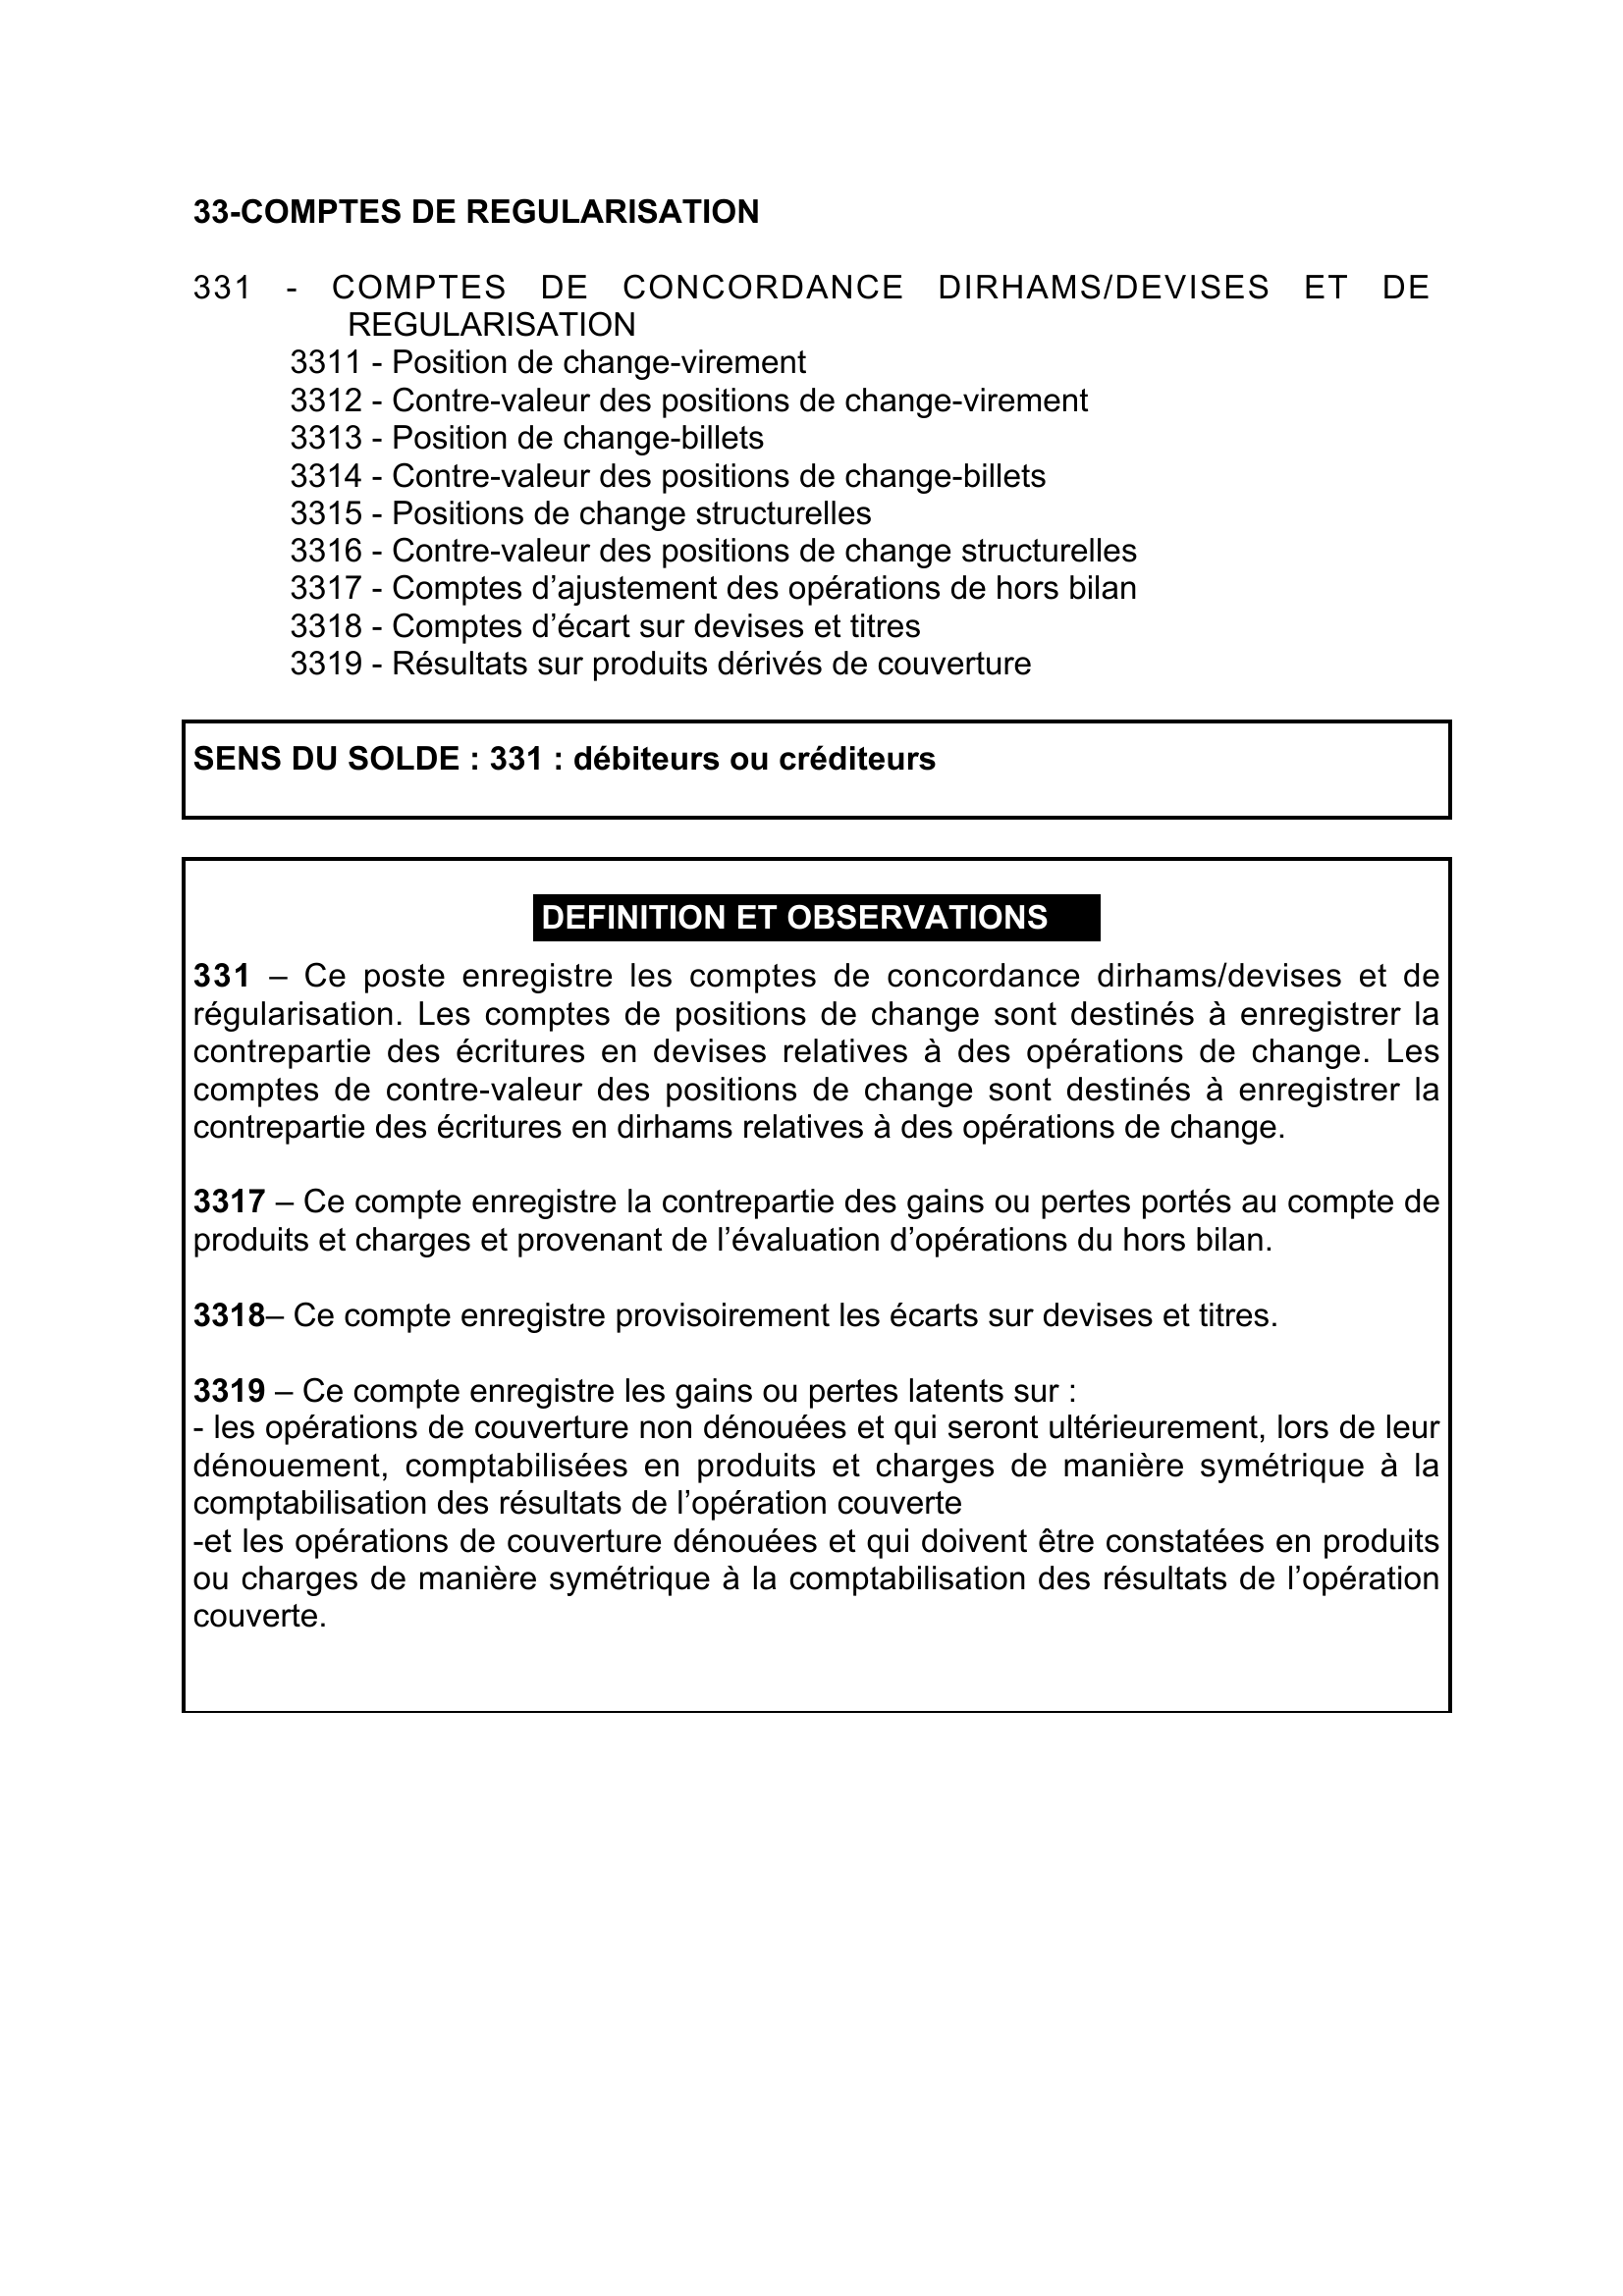 33-COMPTES DE REGULARISATION
331 - COMPTES DE CONCORDANCE DIRHAMS/DEVISES ET DE
REGULARISATION
3311 - Position de change-virement
3312 - Contre-valeur des positions de change-virement
3313 - Position de change-billets
3314 - Contre-valeur des positions de change-billets
3315 - Positions de change structurelles
3316 - Contre-valeur des positions de change structurelles
3317 - Comptes d’ajustement des opérations de hors bilan
3318 - Comptes d’écart sur devises et titres
3319 - Résultats sur produits dérivés de couverture
SENS DU SOLDE : 331 : débiteurs ou créditeurs
DEFINITION ET OBSERVATIONS
331 – Ce poste enregistre les comptes de concordance dirhams/devises et de
régularisation. Les comptes de positions de change sont destinés à enregistrer la
contrepartie des écritures en devises relatives à des opérations de change. Les
comptes de contre-valeur des positions de change sont destinés à enregistrer la
contrepartie des écritures en dirhams relatives à des opérations de change.
3317 – Ce compte enregistre la contrepartie des gains ou pertes portés au compte de
produits et charges et provenant de l’évaluation d’opérations du hors bilan.
3318– Ce compte enregistre provisoirement les écarts sur devises et titres.
3319 – Ce compte enregistre les gains ou pertes latents sur :
- les opérations de couverture non dénouées et qui seront ultérieurement, lors de leur
dénouement, comptabilisées en produits et charges de manière symétrique à la
comptabilisation des résultats de l’opération couverte
-et les opérations de couverture dénouées et qui doivent être constatées en produits
ou charges de manière symétrique à la comptabilisation des résultats de l’opération
couverte.